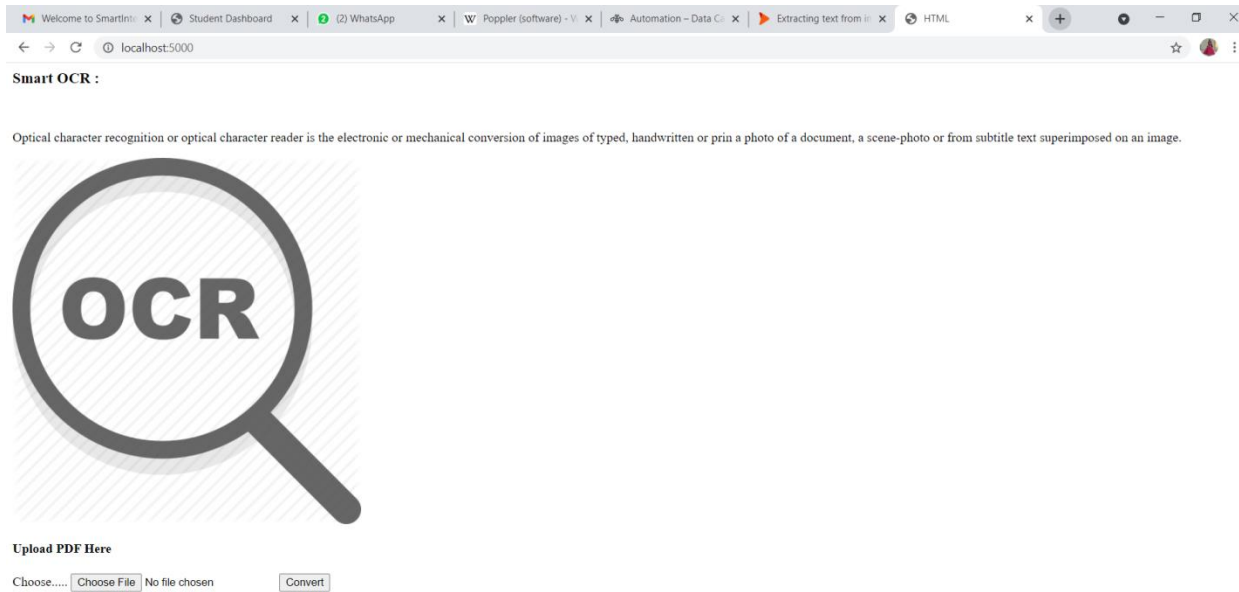 Welcome to SmartInte Student Dashboard (2) WhatsApp Poppler (software) - Automation – Data Extracting text from HTML
localhost:5000
Smart OCR :
Optical character recognition or optical character reader is the electronic or mechanical conversion of images of typed, handwritten or prin a photo of a document, a scene-photo or from subtitle text superimposed on an image.
OCR
Upload PDF Here
Choose..... Choose File No file chosen Convert